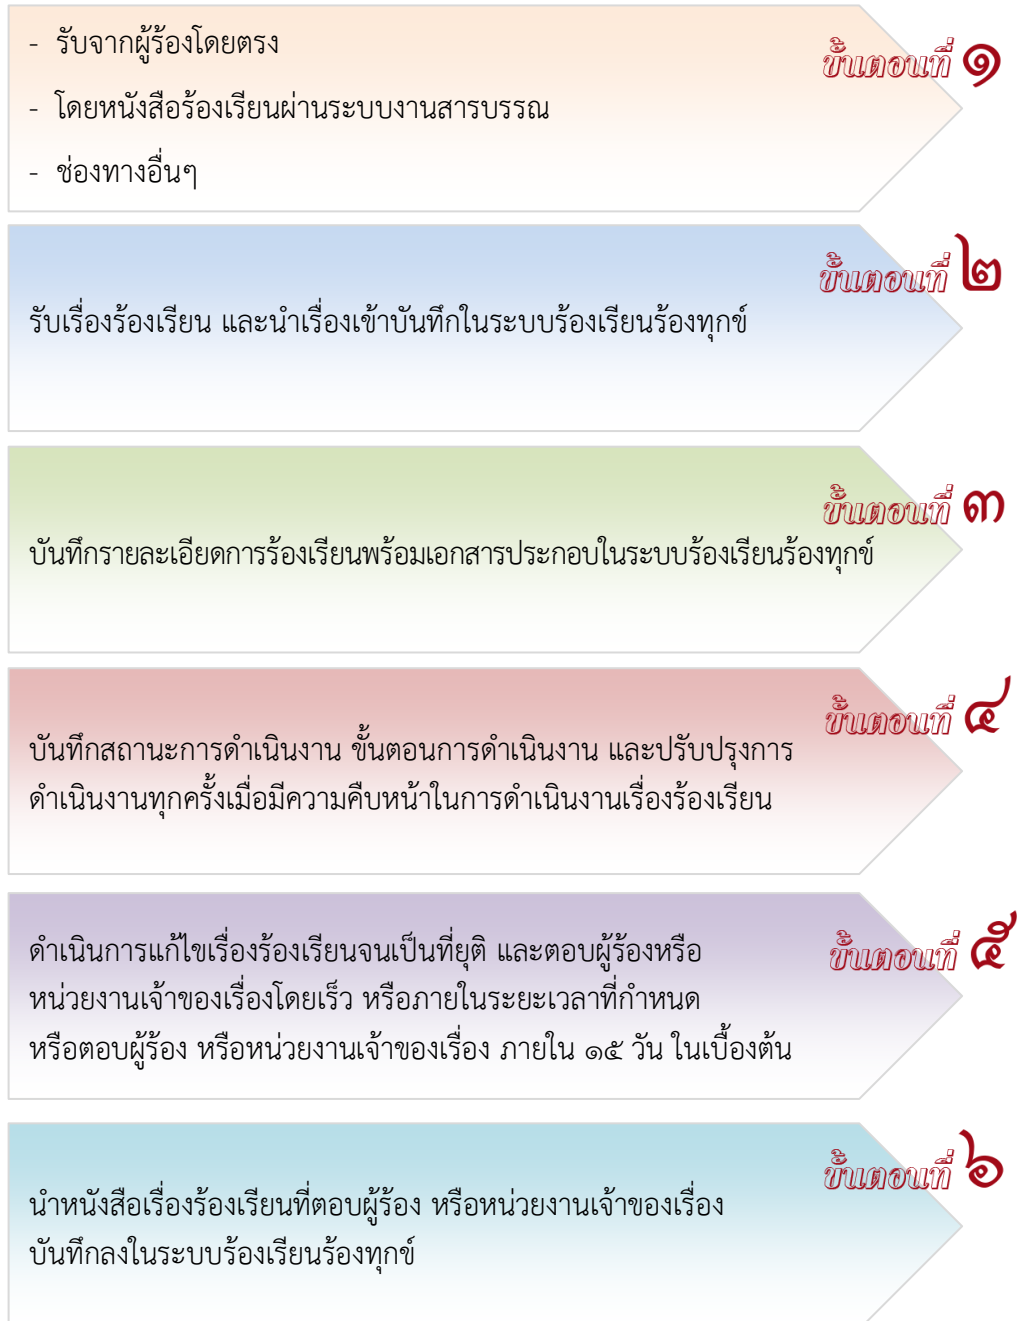 ขั้นตอนที่ ๑
- รับจากผู้ร้องโดยตรง
- โดยหนังสือร้องเรียนผ่านระบบงานสารบรรณ
- ช่องทางอื่นๆ
ขั้นตอนที่ ๒
รับเรื่องร้องเรียน และนำเรื่องเข้าบันทึกในระบบร้องเรียนร้องทุกข์
ขั้นตอนที่ ๓
บันทึกรายละเอียดการร้องเรียนพร้อมเอกสารประกอบในระบบร้องเรียนร้องทุกข์
ขั้นตอนที่ ๔
บันทึกสถานะการดำเนินงาน ขั้นตอนการดำเนินงาน และปรับปรุงการ
ดำเนินงานทุกครั้งเมื่อมีความคืบหน้าในการดำเนินงานเรื่องร้องเรียน
ขั้นตอนที่ ๕
ดำเนินการแก้ไขเรื่องร้องเรียนจนเป็นที่ยุติ และตอบผู้ร้องหรือ
หน่วยงานเจ้าของเรื่องโดยเร็ว หรือภายในระยะเวลาที่กำหนด
หรือตอบผู้ร้อง หรือหน่วยงานเจ้าของเรื่อง ภายใน ๑๕ วัน ในเบื้องต้น
ขั้นตอนที่ ๖
นำหนังสือเรื่องร้องเรียนที่ตอบผู้ร้อง หรือหน่วยงานเจ้าของเรื่อง
บันทึกลงในระบบร้องเรียนร้องทุกข์